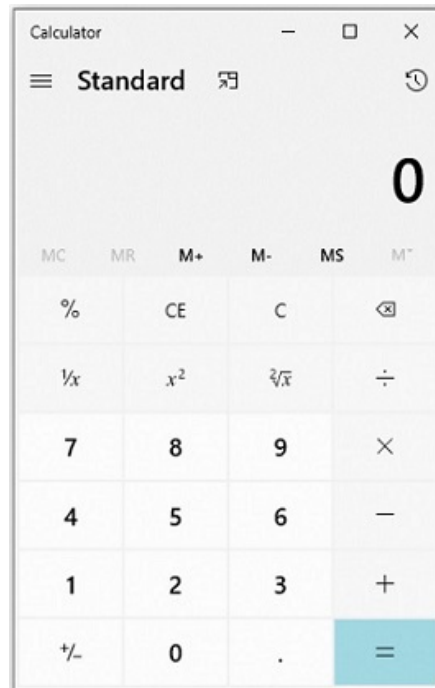 Calculator
Standard
0
MC MR M+ M- MS M˅
% CE C
⅟x x² ²√x ÷
7 8 9 ×
4 5 6 −
1 2 3 +
+/− 0 . =